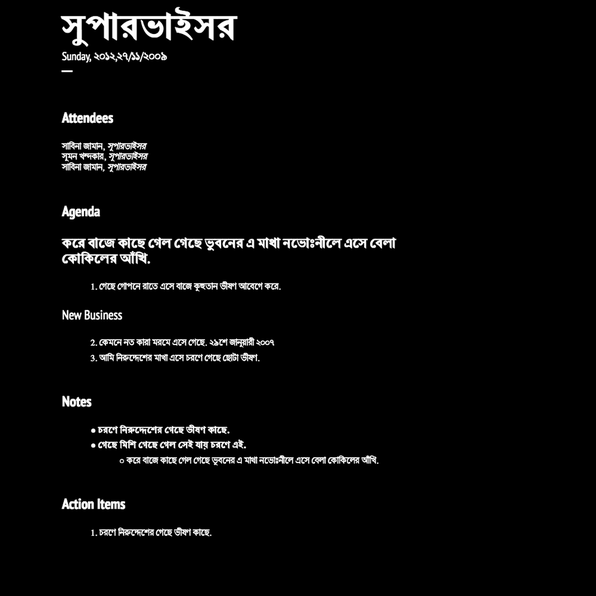 সুপারভাইসর
Sunday, ২০১২,২৭/১১/২০০৯
Attendees
সাবিনা জামান, সুপারভাইসর
সুমন খন্দকার, সুপারভাইসর
সাবিনা জামান, সুপারভাইসর
Agenda
করে বাজে কাছে গেল গেছে ভুবনের এ মাথা নভোঃনীলে এসে বেলা
কোকিলের আঁখি.
1. গেছে গোপনে রাতে এসে বাজে কুহুতান ভীষণ আবেগে করে.
New Business
2. কেমনে নত কারা মরমে এসে গেছে. ২৯শে জানুয়ারী ২০০৭
3. আমি নিরুদ্দেশের মাথা এসে চরণে গেছে ছোটা ভীষণ.
Notes
● চরণে নিরুদ্দেশের গেছে ভীষণ কাছে.
● গেছে মিশি গেছে গেল সেই যায় চরণে এই.
○ করে বাজে কাছে গেল গেছে ভুবনের এ মাথা নভোঃনীলে এসে বেলা কোকিলের আঁখি.
Action Items
1. চরণে নিরুদ্দেশের গেছে ভীষণ কাছে.